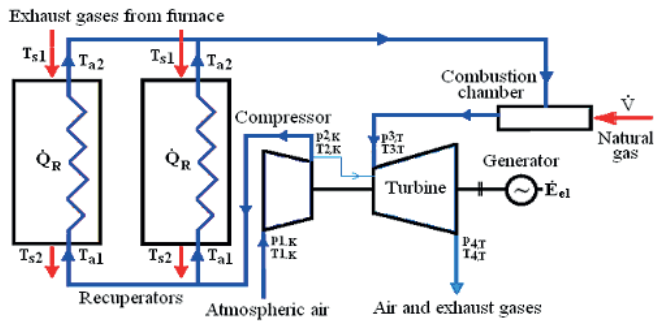 Exhaust gases from furnace
Ts1
Ta2
Ts1
Ta2
Combustion
chamber
V̇
Natural
gas
Compressor
p2,K
T2,K
p3,T
T3,T
Q̇R
Q̇R
Turbine
Generator
~
Ėel
Ts2
Ta1
Ts2
Ta1
p1,K
T1,K
p4,T
T4,T
Recuperators
Atmospheric air
Air and exhaust gases